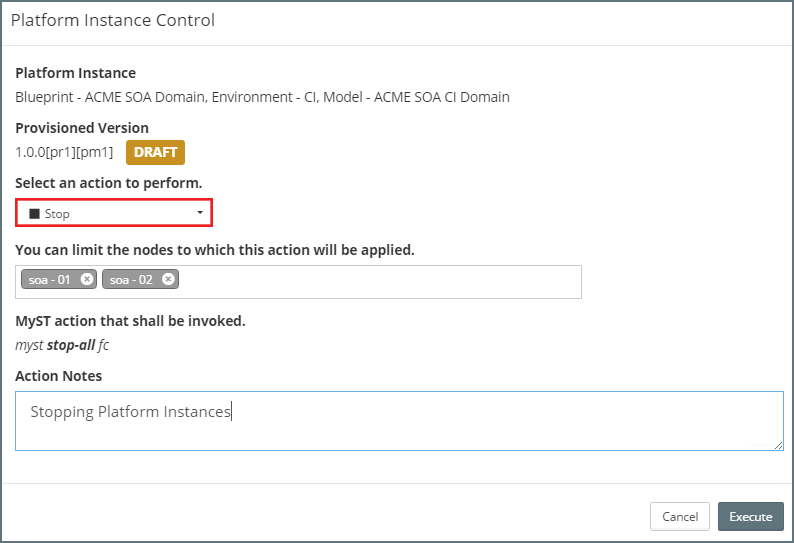 Platform Instance Control
Platform Instance
Blueprint - ACME SOA Domain, Environment - CI, Model - ACME SOA CI Domain
Provisioned Version
1.0.0[pr1][pm1] DRAFT
Select an action to perform.
Stop
You can limit the nodes to which this action will be applied.
soa - 01 soa - 02
MyST action that shall be invoked.
myst stop-all fc
Action Notes
Stopping Platform Instances
Cancel Execute